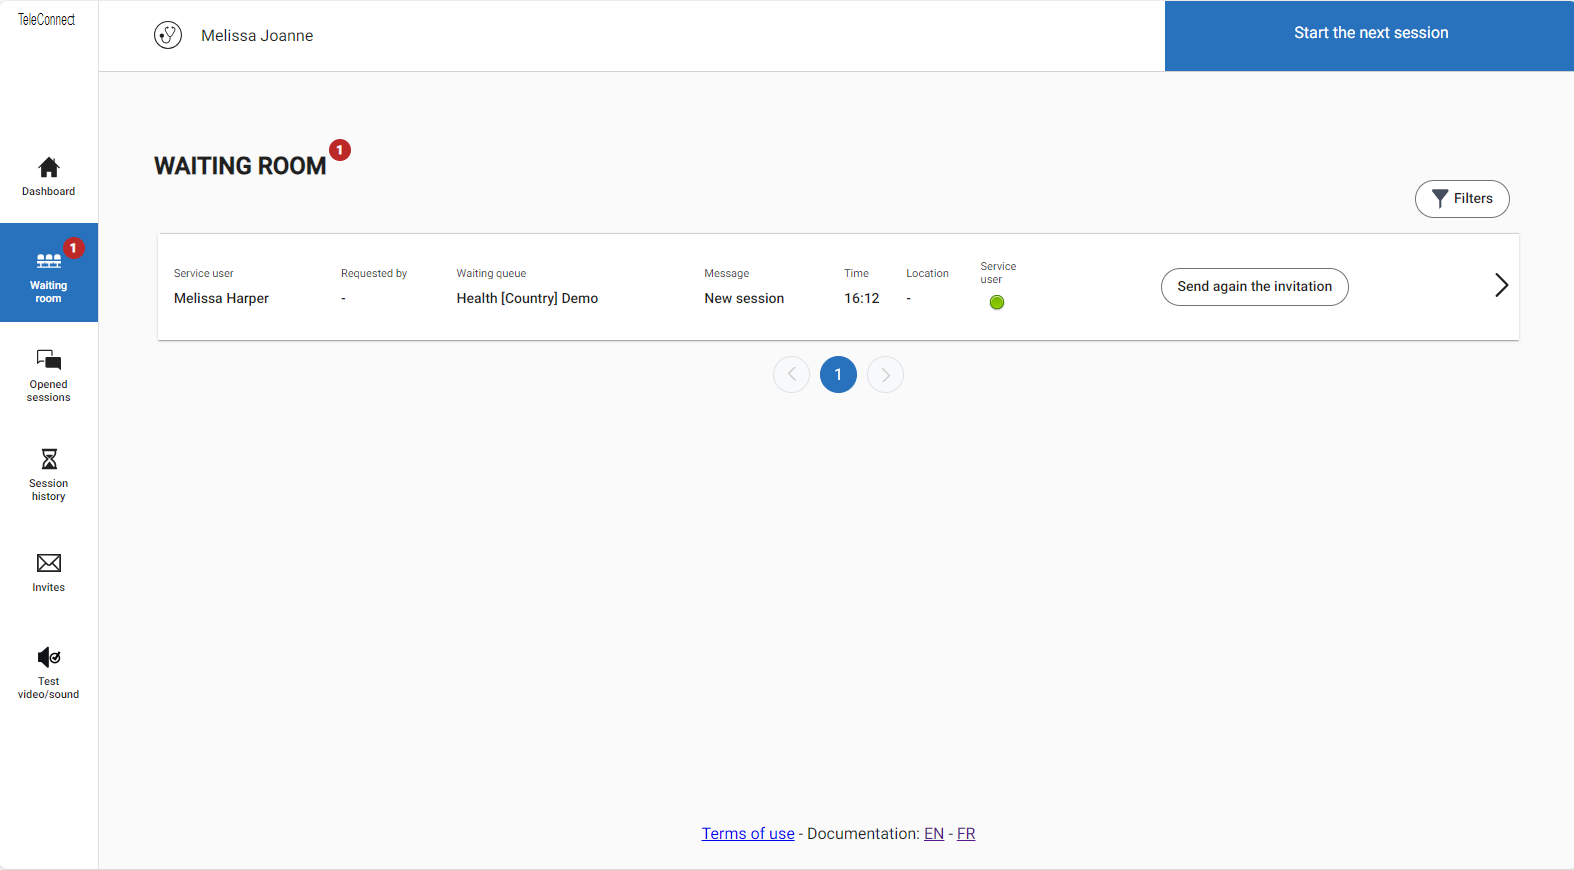 TeleConnect
Melissa Joanne
Start the next session
Dashboard
1
Waiting
room
Opened
sessions
Session
history
Invites
Test
video/sound
WAITING ROOM 1
Filters
Service user
Melissa Harper
Requested by
-
Waiting queue
Health [Country] Demo
Message
New session
Time
16:12
Location
-
Service
user
Send again the invitation
1
Terms of use - Documentation: EN - FR